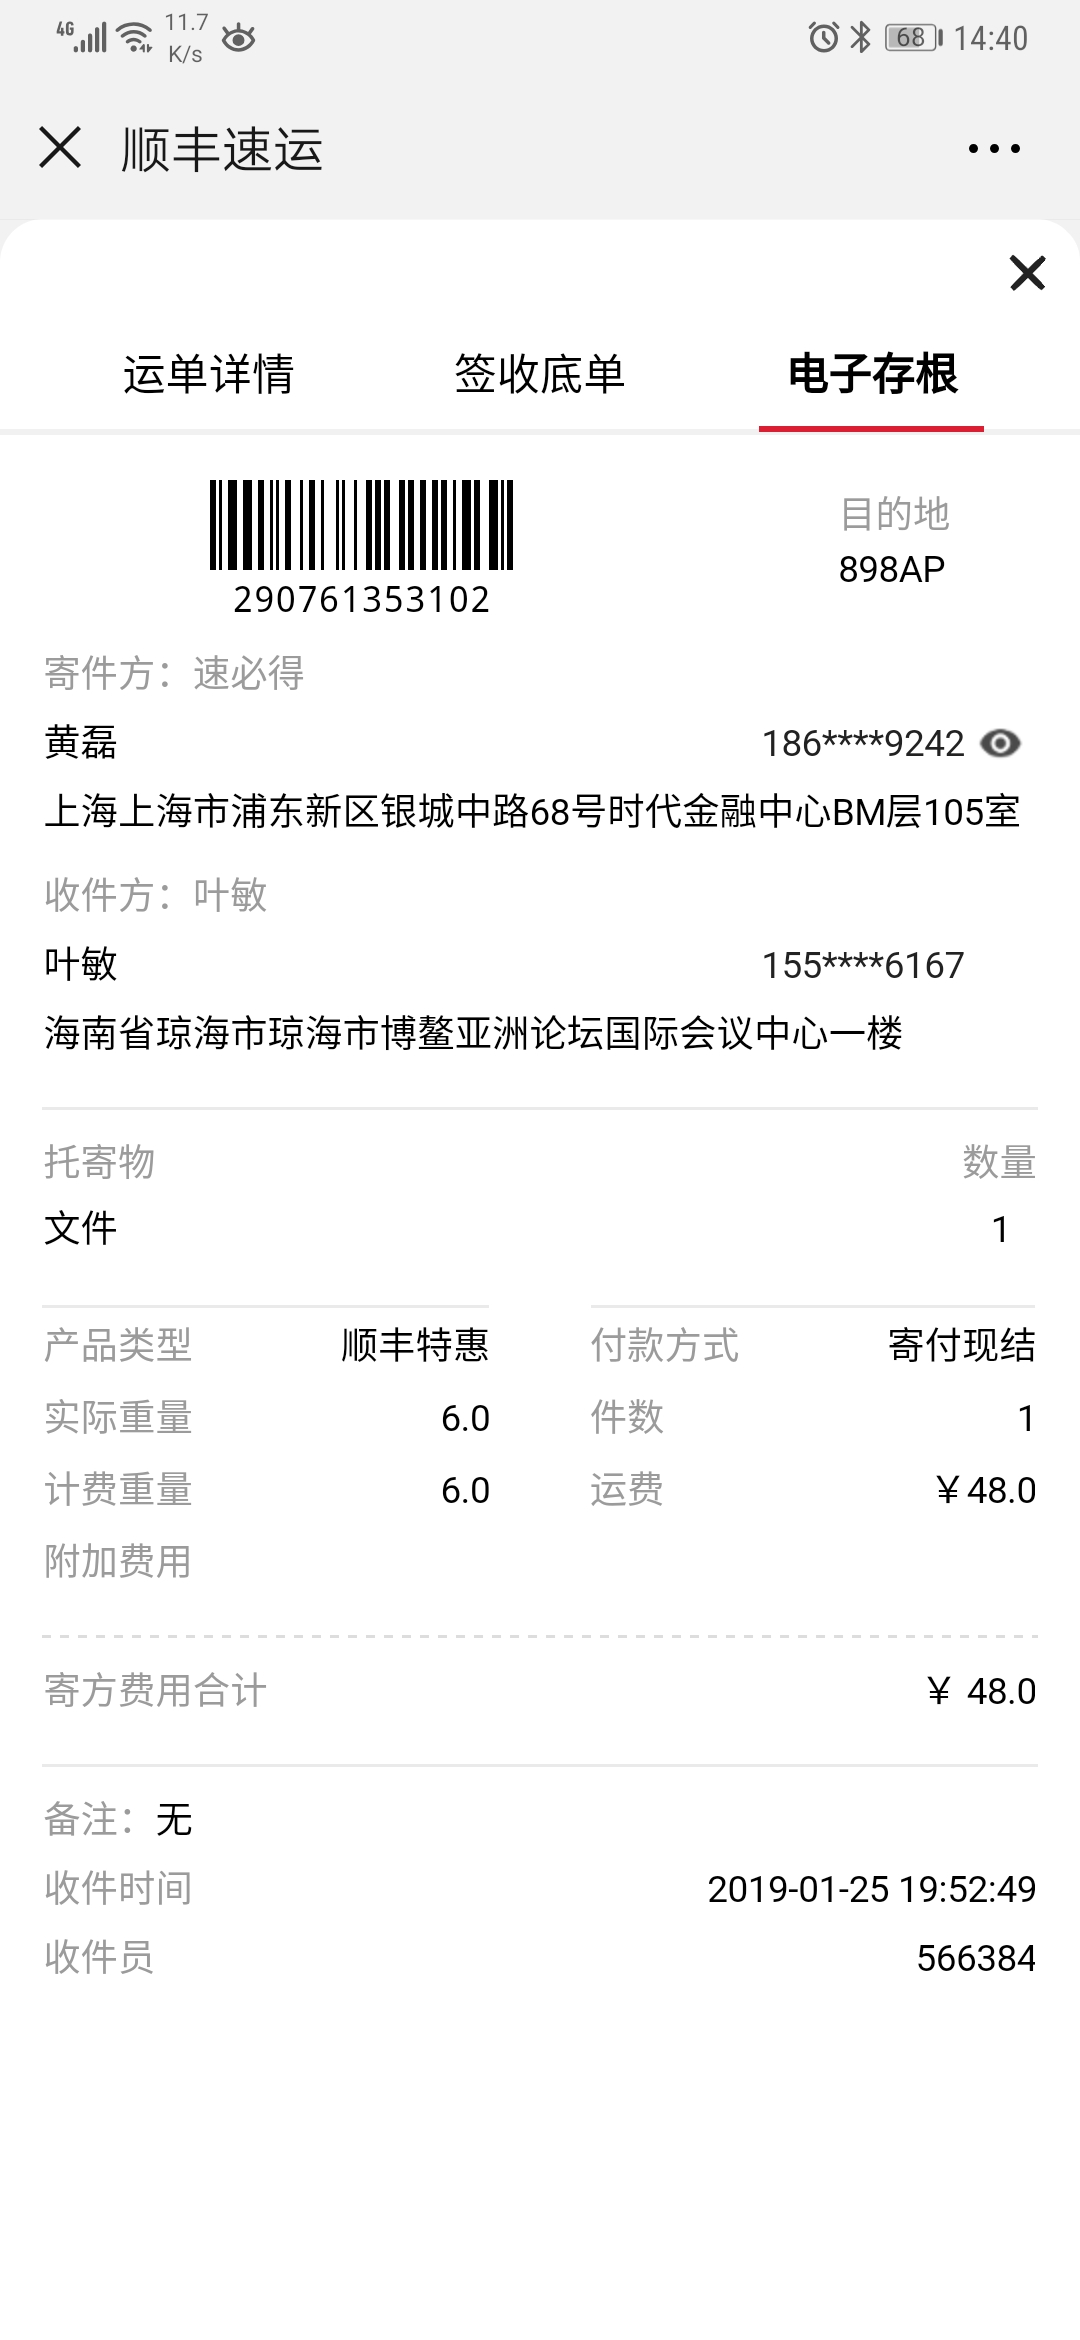 4G 11.7 K/s 68 14:40
顺丰速运
运单详情 签收底单 电子存根
目的地
898AP
290761353102
寄件方：速必得
黄磊 186****9242
上海上海市浦东新区银城中路68号时代金融中心BM层105室
收件方：叶敏
叶敏 155****6167
海南省琼海市琼海市博鳌亚洲论坛国际会议中心一楼
托寄物 数量
文件 1
产品类型 顺丰特惠 付款方式 寄付现结
实际重量 6.0 件数 1
计费重量 6.0 运费 ￥48.0
附加费用
寄方费用合计 ￥ 48.0
备注：无
收件时间 2019-01-25 19:52:49
收件员 566384